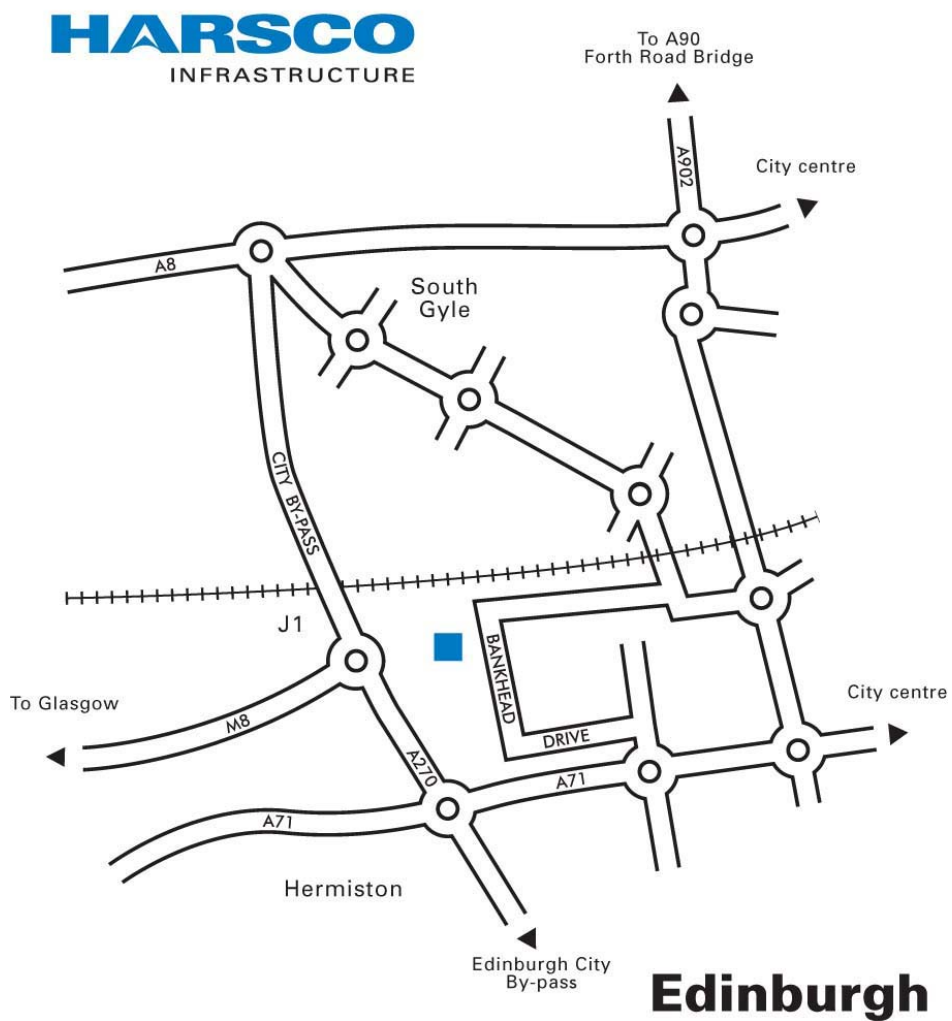 HARSCO
INFRASTRUCTURE
To A90
Forth Road Bridge
A902
City centre
A8
South
Gyle
CITY BY-PASS
J1
BANKHEAD
DRIVE
To Glasgow
M8
City centre
A270
A71
A71
Hermiston
Edinburgh City
By-pass
Edinburgh